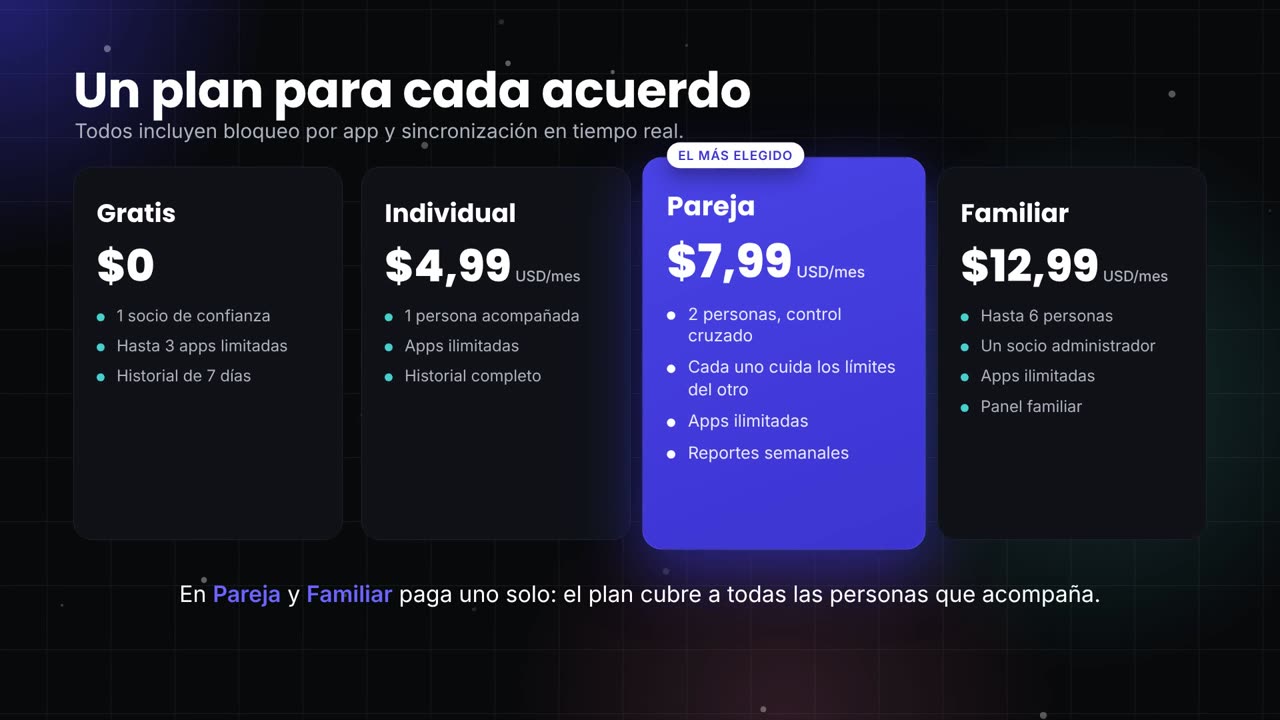 Un plan para cada acuerdo
Todos incluyen bloqueo por app y sincronización en tiempo real.
Gratis
$0
1 socio de confianza
Hasta 3 apps limitadas
Historial de 7 días
Individual
$4,99 USD/mes
1 persona acompañada
Apps ilimitadas
Historial completo
EL MÁS ELEGIDO
Pareja
$7,99 USD/mes
2 personas, control
cruzado
Cada uno cuida los límites
del otro
Apps ilimitadas
Reportes semanales
Familiar
$12,99 USD/mes
Hasta 6 personas
Un socio administrador
Apps ilimitadas
Panel familiar
En Pareja y Familiar paga uno solo: el plan cubre a todas las personas que acompaña.